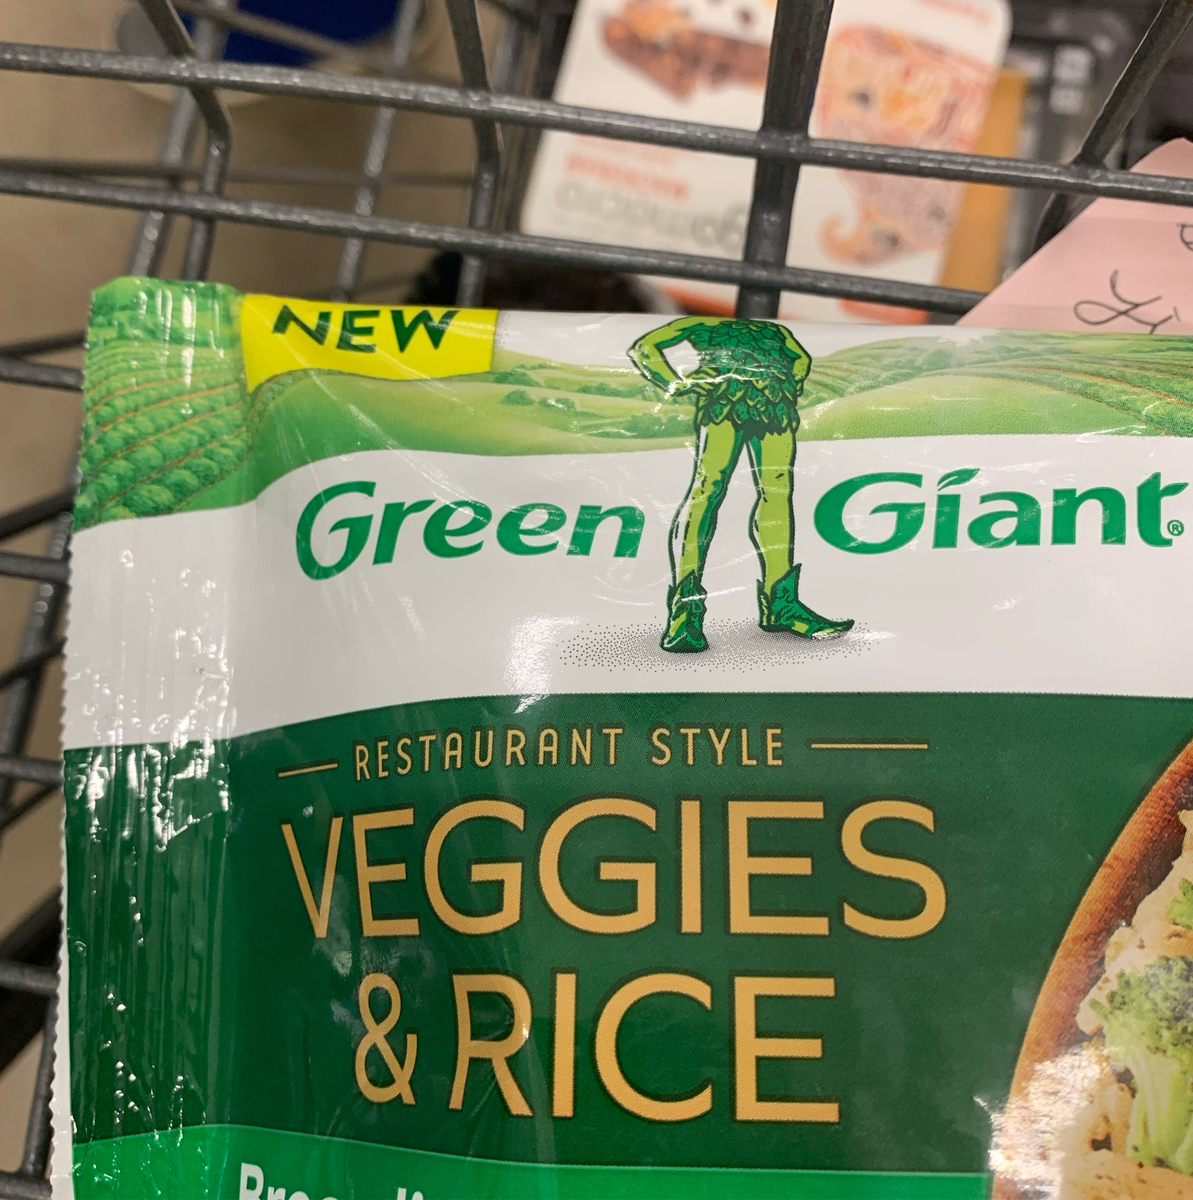 NEW
Green Giant®
RESTAURANT STYLE
VEGGIES
& RICE